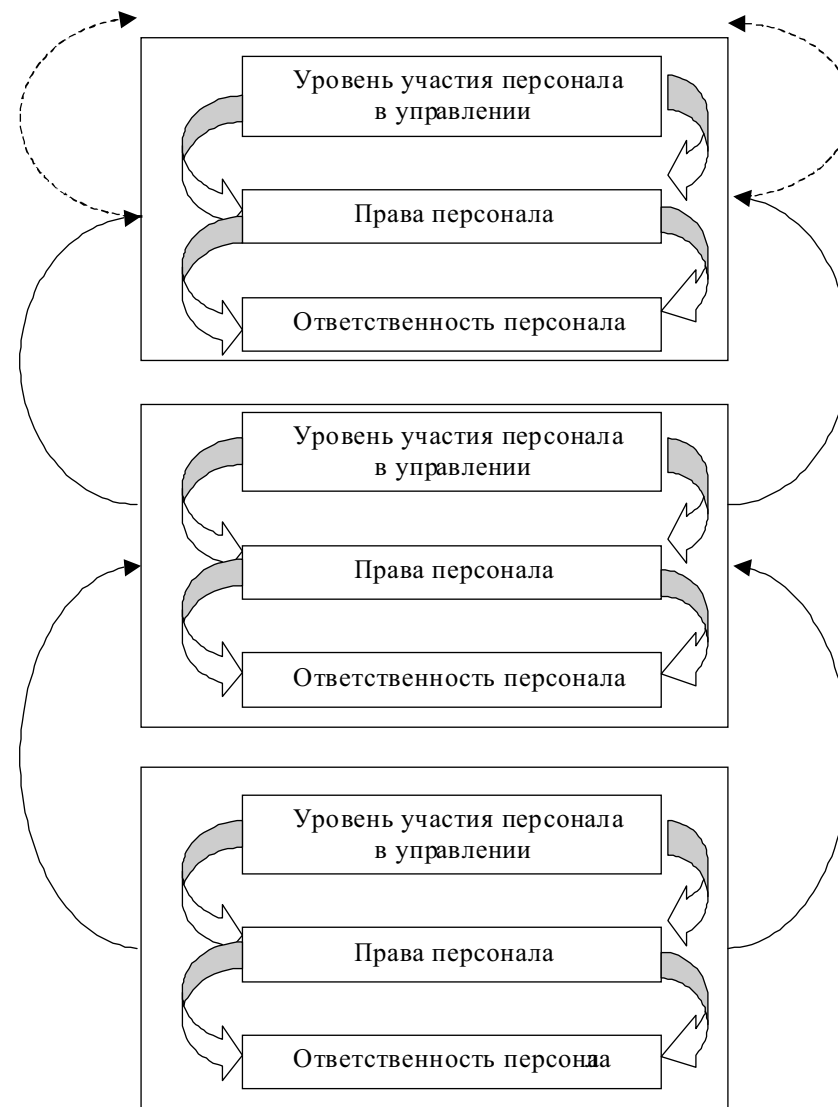 Уровень участия персонала
в управлении
Права персонала
Ответственность персонала
Уровень участия персонала
в управлении
Права персонала
Ответственность персонала
Уровень участия персонала
в управлении
Права персонала
Ответственность персонала